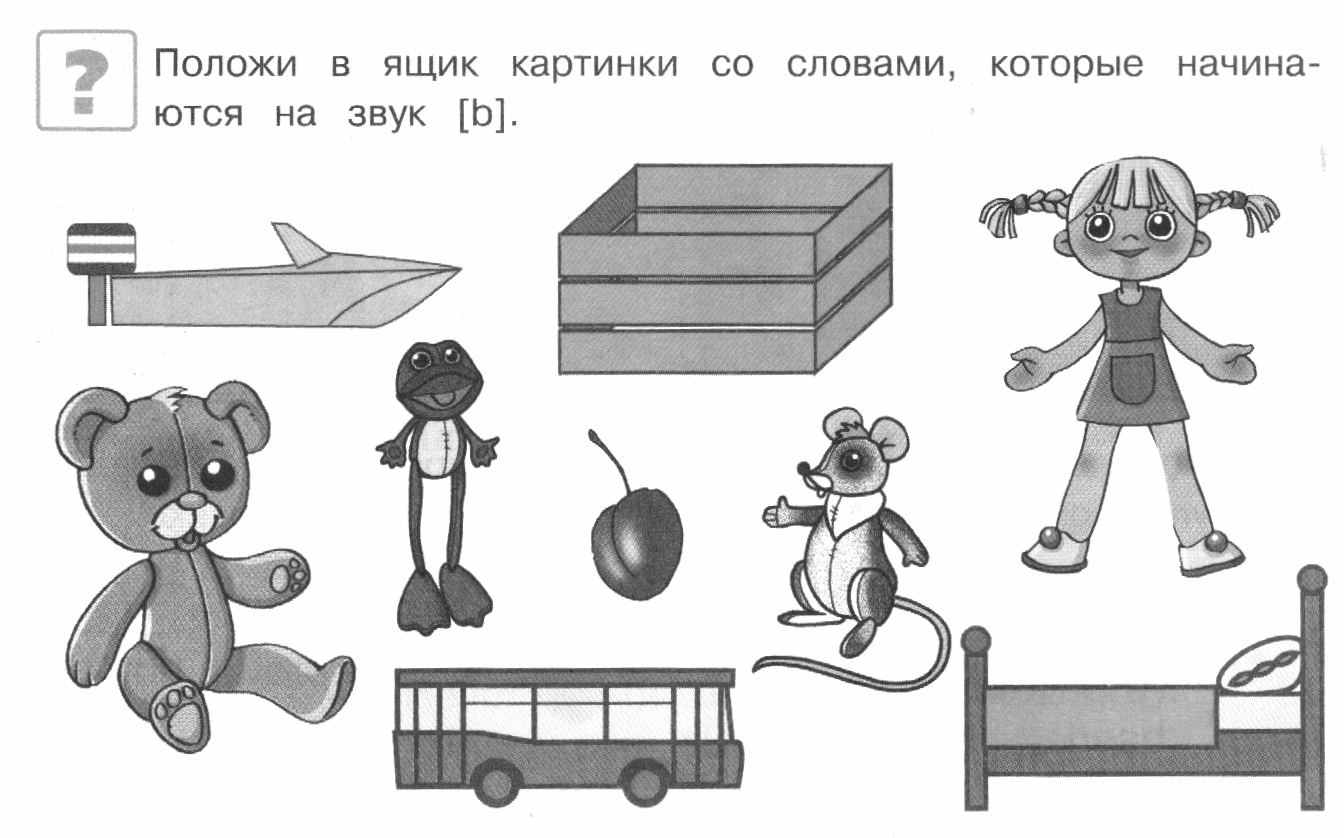 ?
Положи в ящик картинки со словами, которые начина-
ются на звук [b].